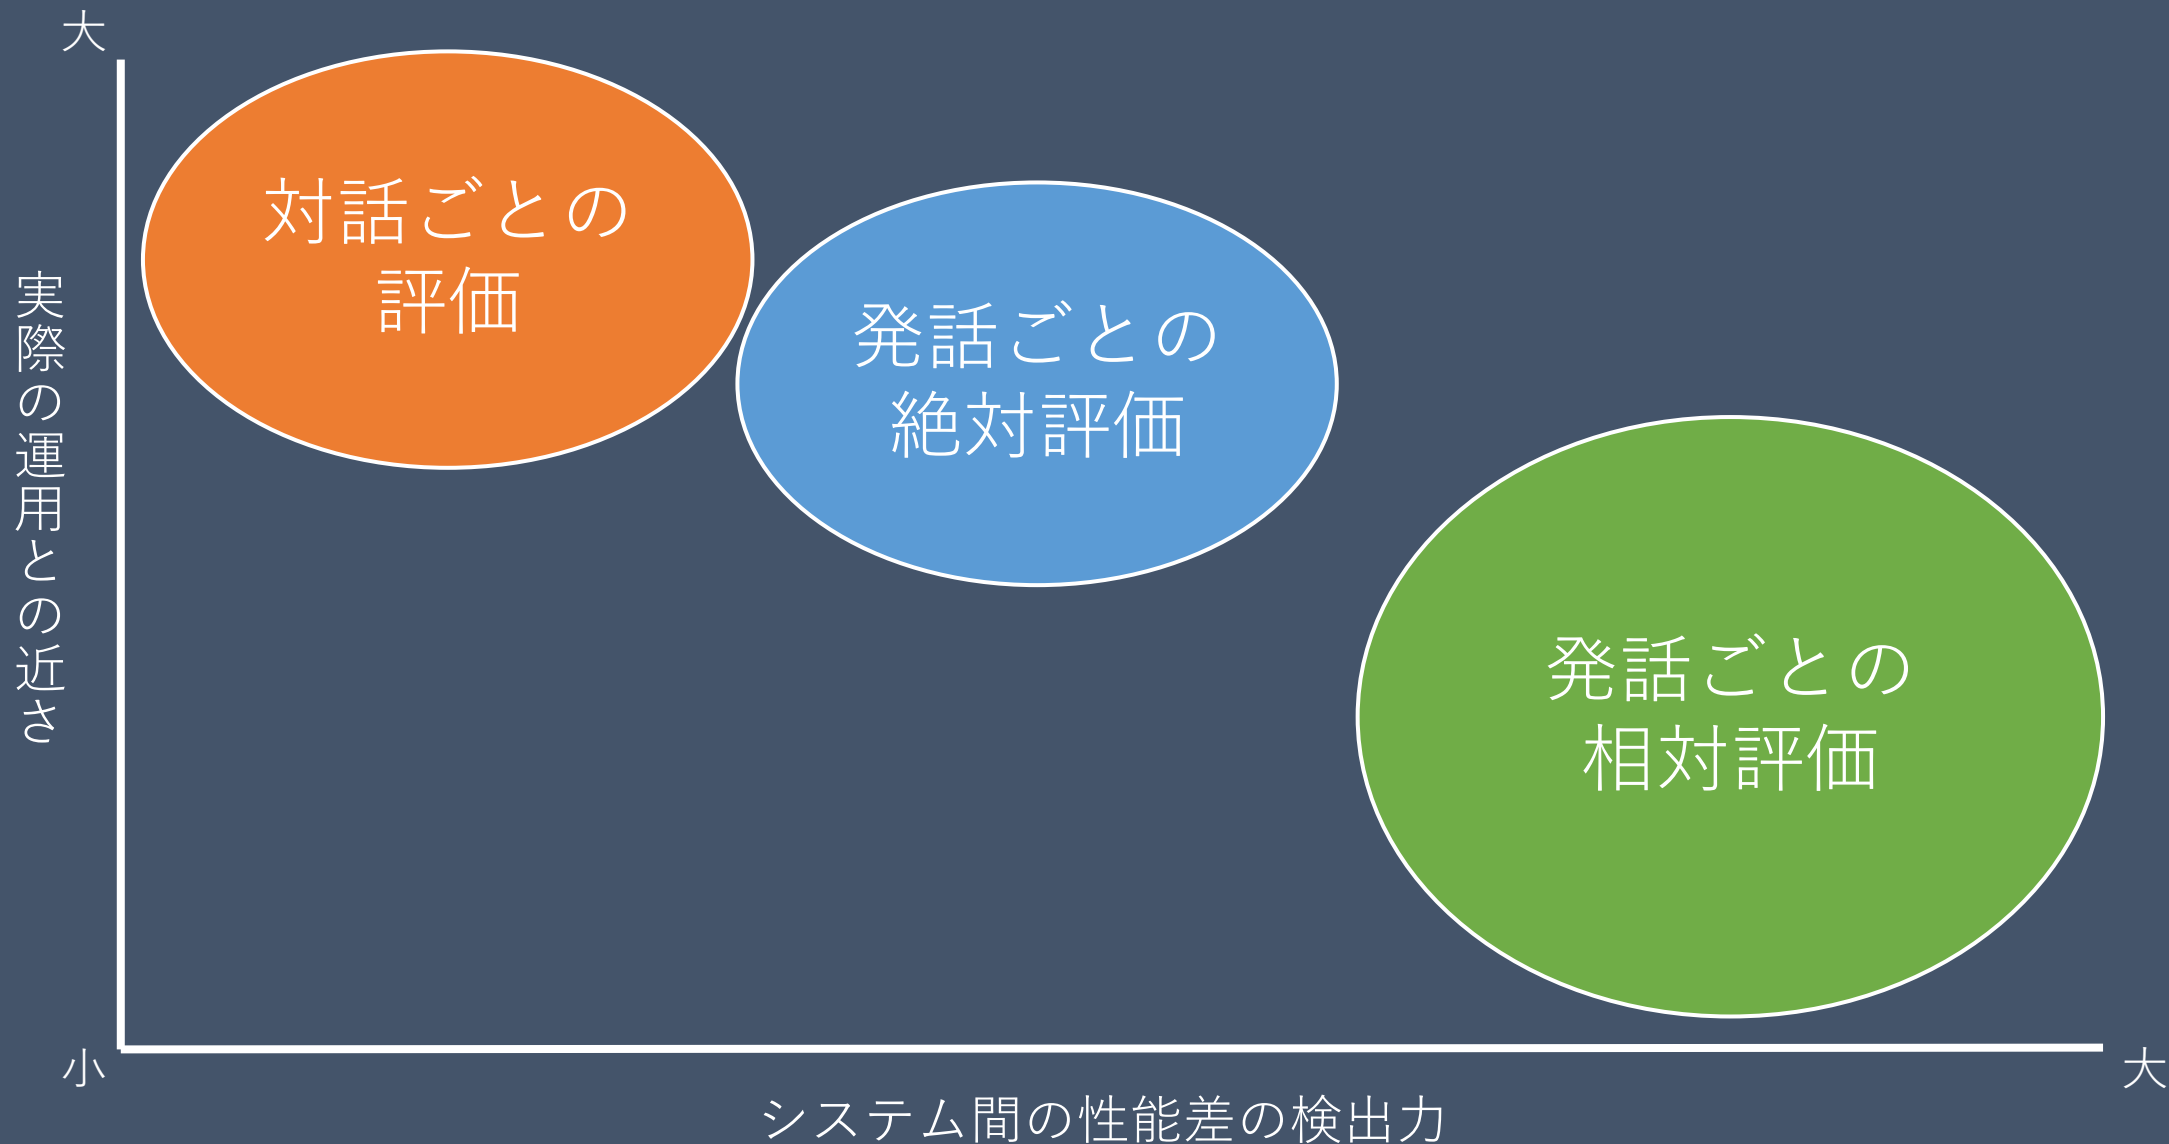 大
対話ごとの
評価
発話ごとの
絶対評価
発話ごとの
相対評価
実際の運用との近さ
小
大
システム間の性能差の検出力